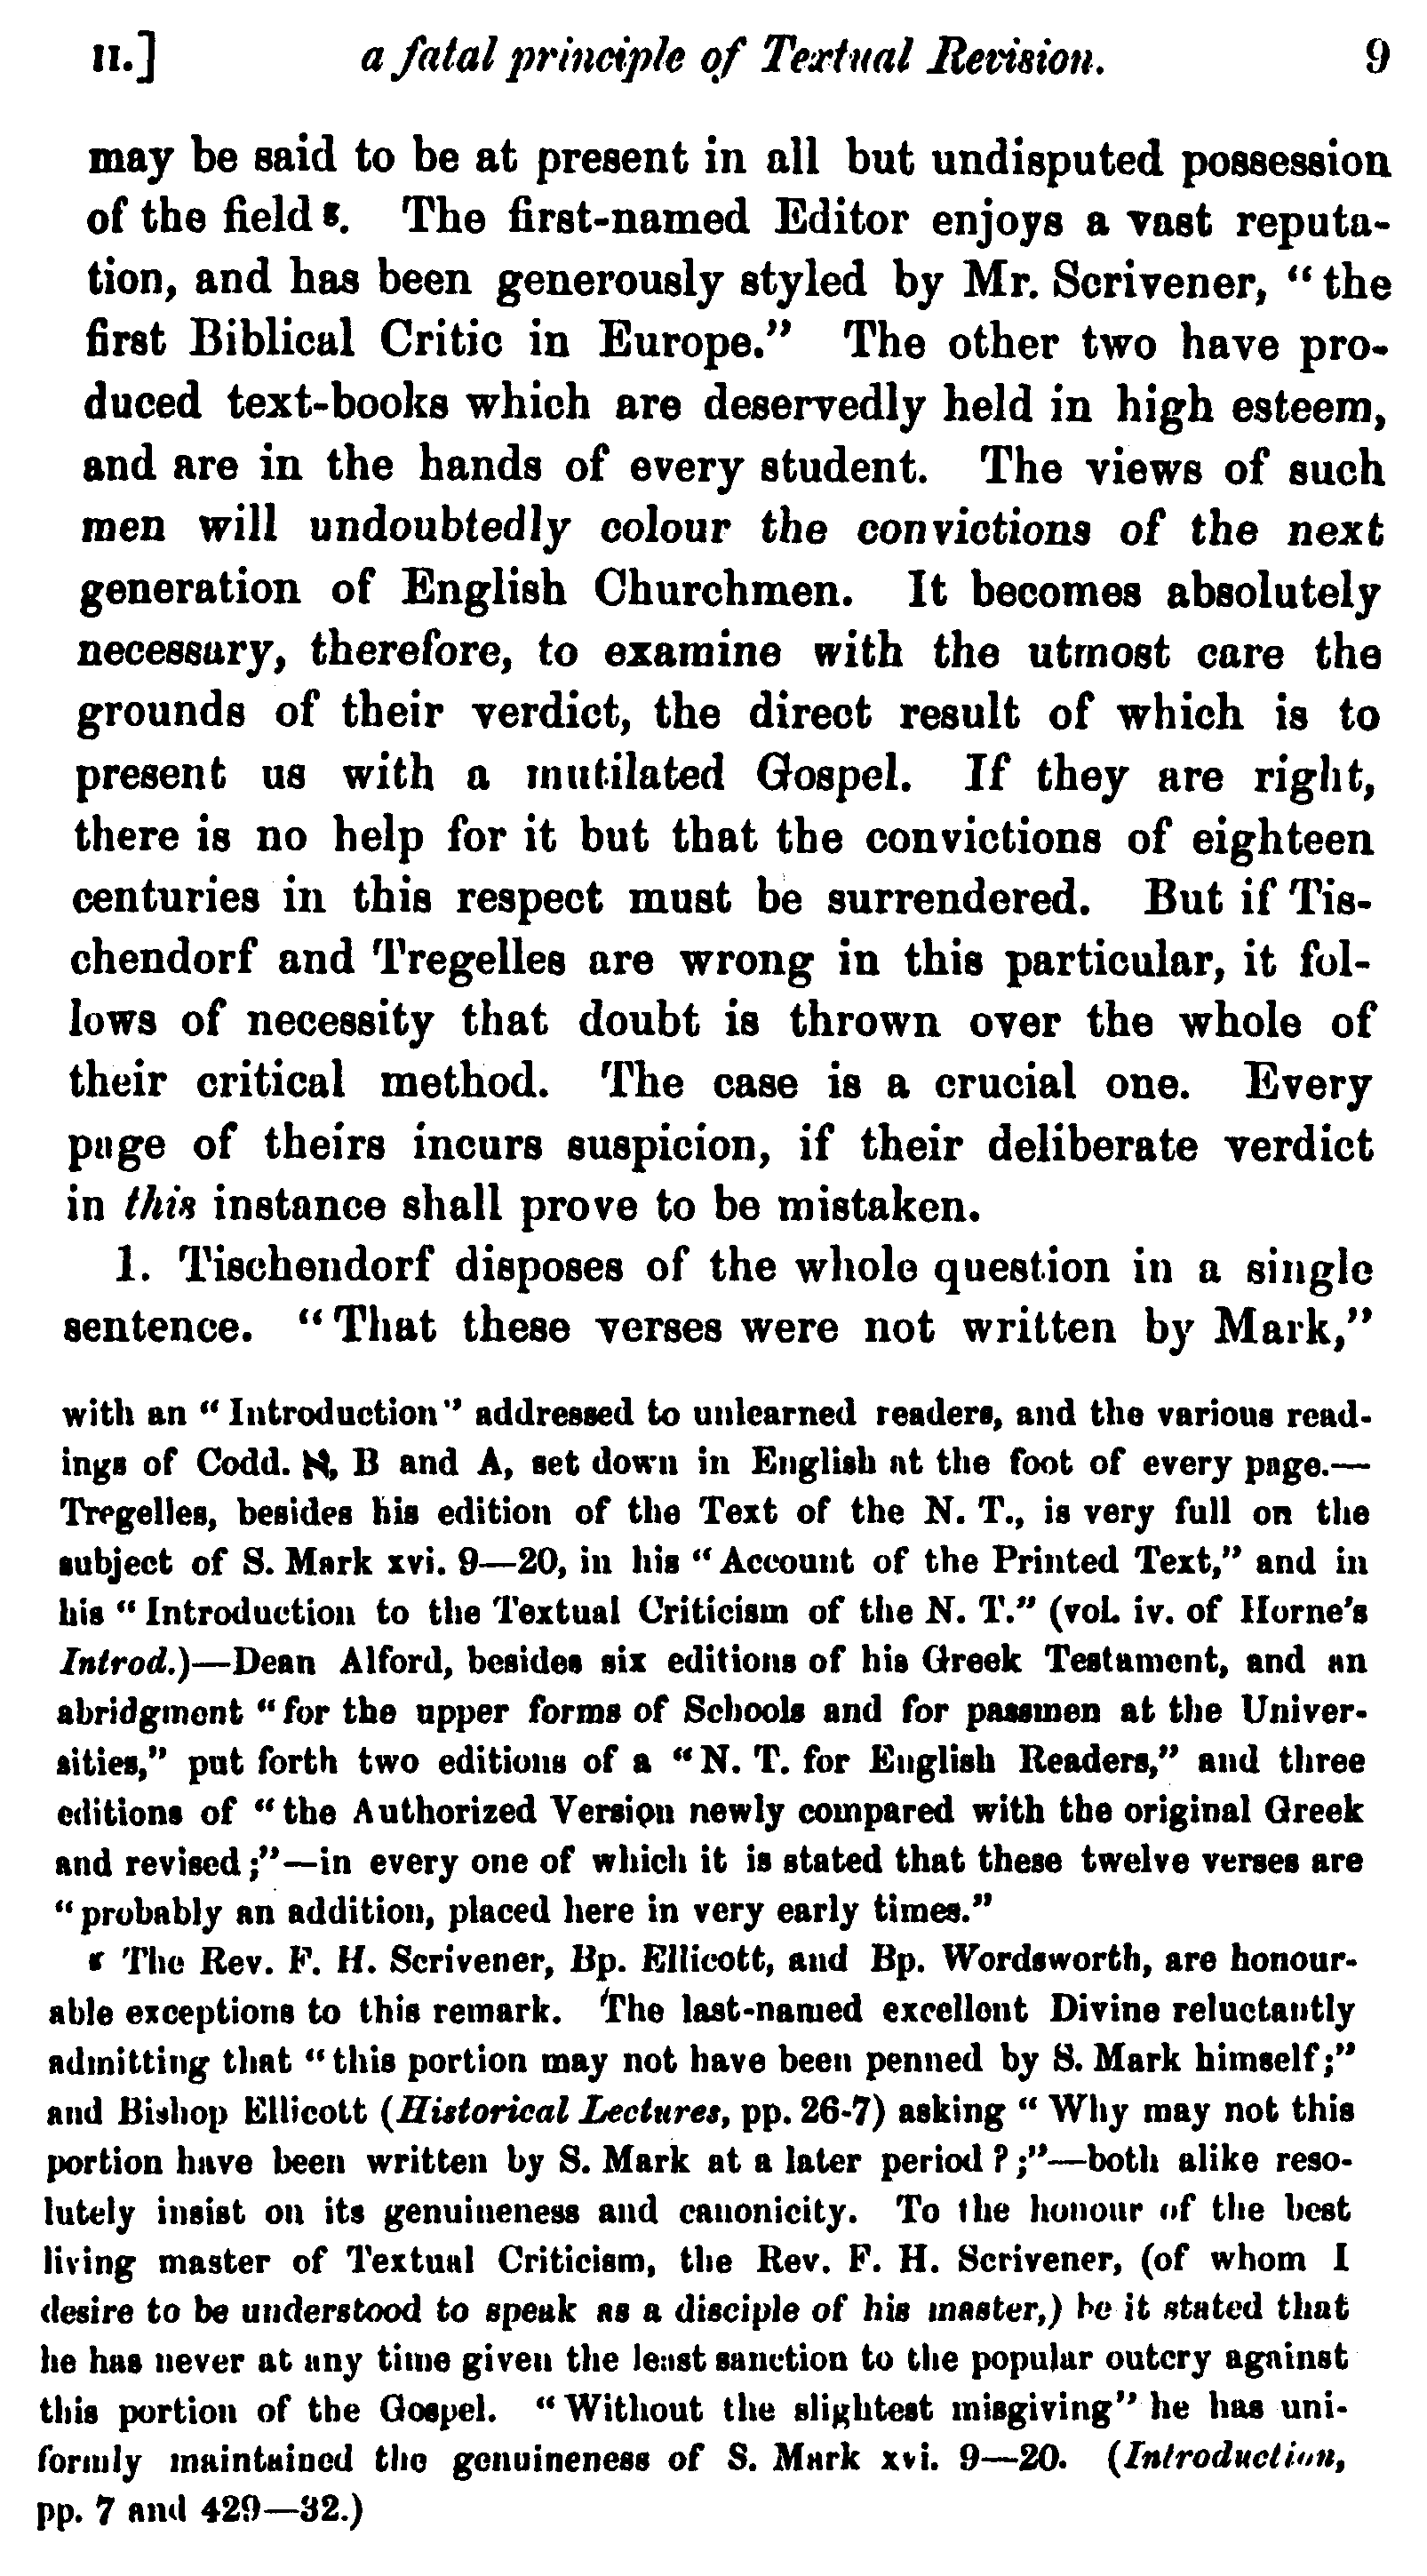 II.] a fatal principle of Textual Revision. 9
may be said to be at present in all but undisputed possession
of the field g. The first-named Editor enjoys a vast reputa-
tion, and has been generously styled by Mr. Scrivener, “the
first Biblical Critic in Europe.” The other two have pro-
duced text-books which are deservedly held in high esteem,
and are in the hands of every student. The views of such
men will undoubtedly colour the convictions of the next
generation of English Churchmen. It becomes absolutely
necessary, therefore, to examine with the utmost care the
grounds of their verdict, the direct result of which is to
present us with a mutilated Gospel. If they are right,
there is no help for it but that the convictions of eighteen
centuries in this respect must be surrendered. But if Tis-
chendorf and Tregelles are wrong in this particular, it fol-
lows of necessity that doubt is thrown over the whole of
their critical method. The case is a crucial one. Every
page of theirs incurs suspicion, if their deliberate verdict
in this instance shall prove to be mistaken.
1. Tischendorf disposes of the whole question in a single
sentence. “That these verses were not written by Mark,”
with an “Introduction” addressed to unlearned readers, and the various read-
ings of Codd. א, B and A, set down in English at the foot of every page.—
Tregelles, besides his edition of the Text of the N. T., is very full on the
subject of S. Mark xvi. 9—20, in his “Account of the Printed Text,” and in
his “Introduction to the Textual Criticism of the N. T.” (vol. iv. of Horne’s
Introd.)—Dean Alford, besides six editions of his Greek Testament, and an
abridgment “for the upper forms of Schools and for passmen at the Univer-
sities,” put forth two editions of a “N. T. for English Readers,” and three
editions of “the Authorized Version newly compared with the original Greek
and revised;”—in every one of which it is stated that these twelve verses are
“probably an addition, placed here in very early times.”
g The Rev. F. H. Scrivener, Bp. Ellicott, and Bp. Wordsworth, are honour-
able exceptions to this remark. The last-named excellent Divine reluctantly
admitting that “this portion may not have been penned by S. Mark himself;”
and Bishop Ellicott (Historical Lectures, pp. 26-7) asking “Why may not this
portion have been written by S. Mark at a later period?;”—both alike reso-
lutely insist on its genuineness and canonicity. To the honour of the best
living master of Textual Criticism, the Rev. F. H. Scrivener, (of whom I
desire to be understood to speak as a disciple of his master,) be it stated that
he has never at any time given the least sanction to the popular outcry against
this portion of the Gospel. “Without the slightest misgiving” he has uni-
formly maintained the genuineness of S. Mark xvi. 9—20. (Introduction,
pp. 7 and 429—32.)